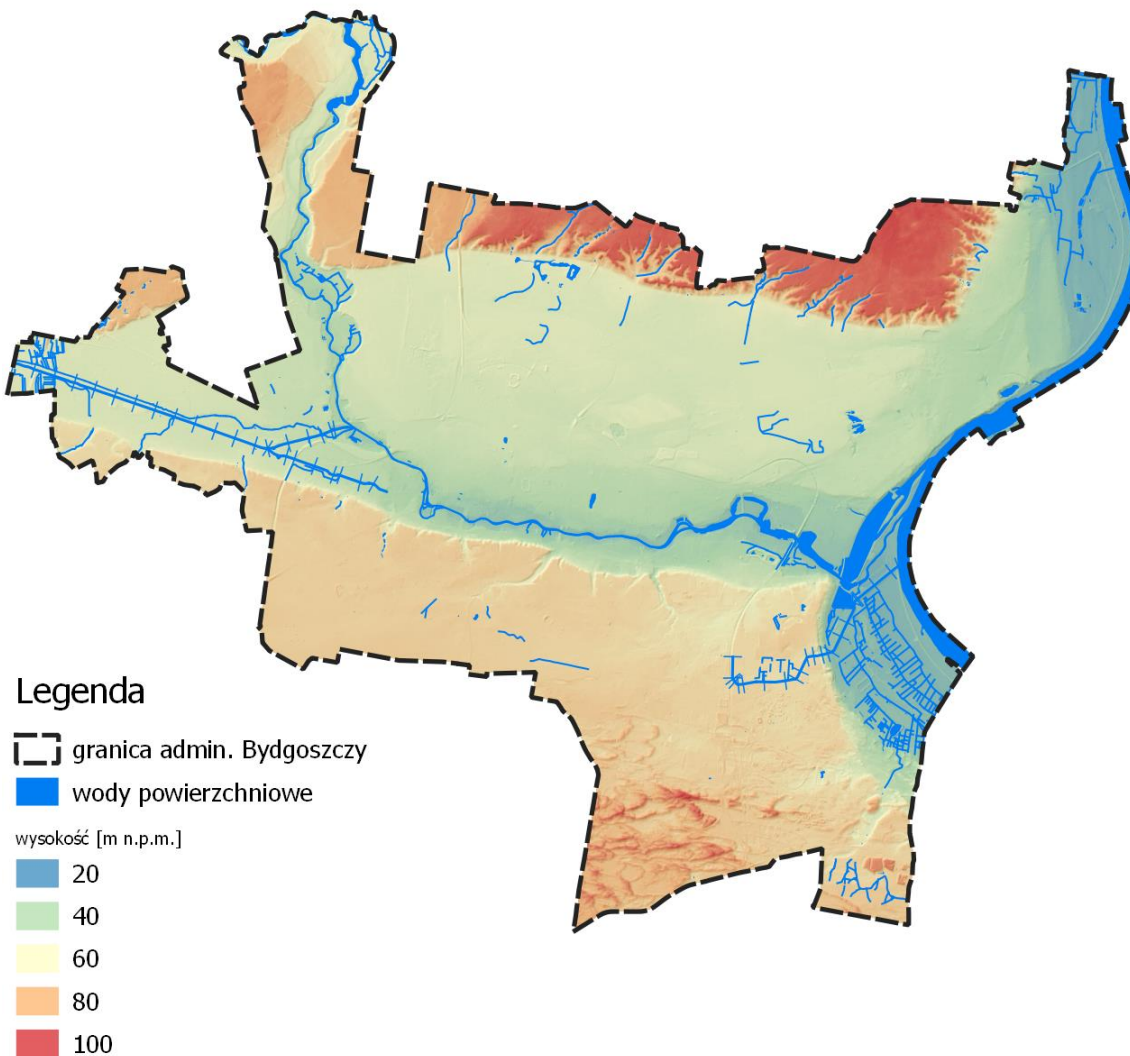 Legenda
granica admin. Bydgoszczy
wody powierzchniowe
wysokość [m n.p.m.]
20
40
60
80
100